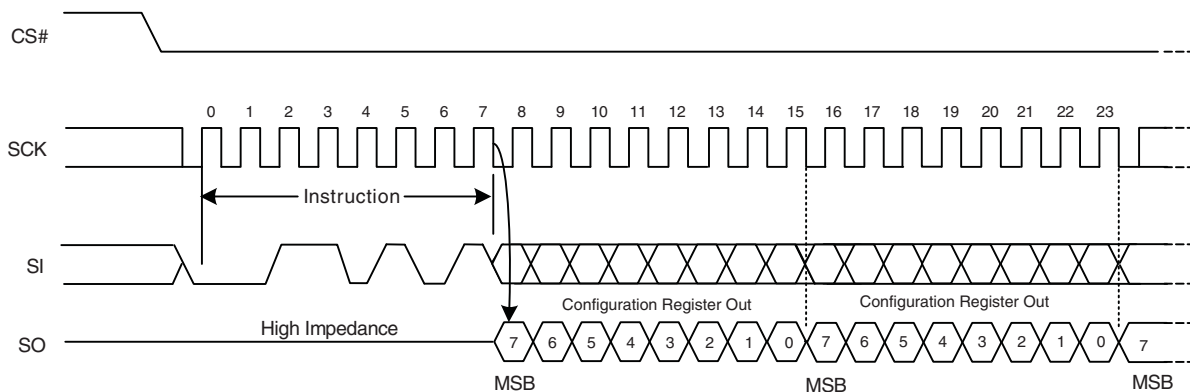 CS#
0 1 2 3 4 5 6 7 8 9 10 11 12 13 14 15 16 17 18 19 20 21 22 23
SCK
Instruction
SI
Configuration Register Out Configuration Register Out
High Impedance
SO 7 6 5 4 3 2 1 0 7 6 5 4 3 2 1 0 7
MSB MSB MSB